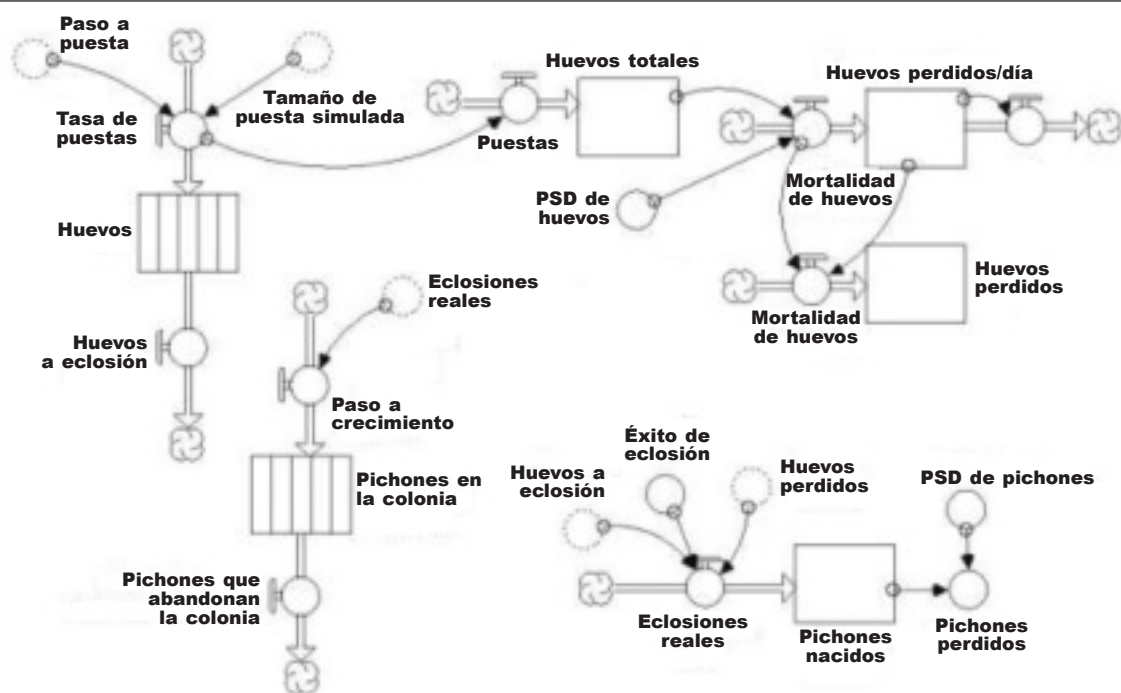 Paso a
puesta
Tamaño de
puesta simulada
Tasa de
puestas
Huevos
Huevos
a eclosión
Puestas
Huevos totales
PSD de
huevos
Huevos perdidos/día
Mortalidad
de huevos
Huevos
perdidos
Mortalidad
de huevos
Eclosiones
reales
Paso a
crecimiento
Pichones en
la colonia
Pichones que
abandonan
la colonia
Éxito de
eclosión
Huevos a
eclosión
Huevos
perdidos
PSD de pichones
Eclosiones
reales
Pichones
nacidos
Pichones
perdidos